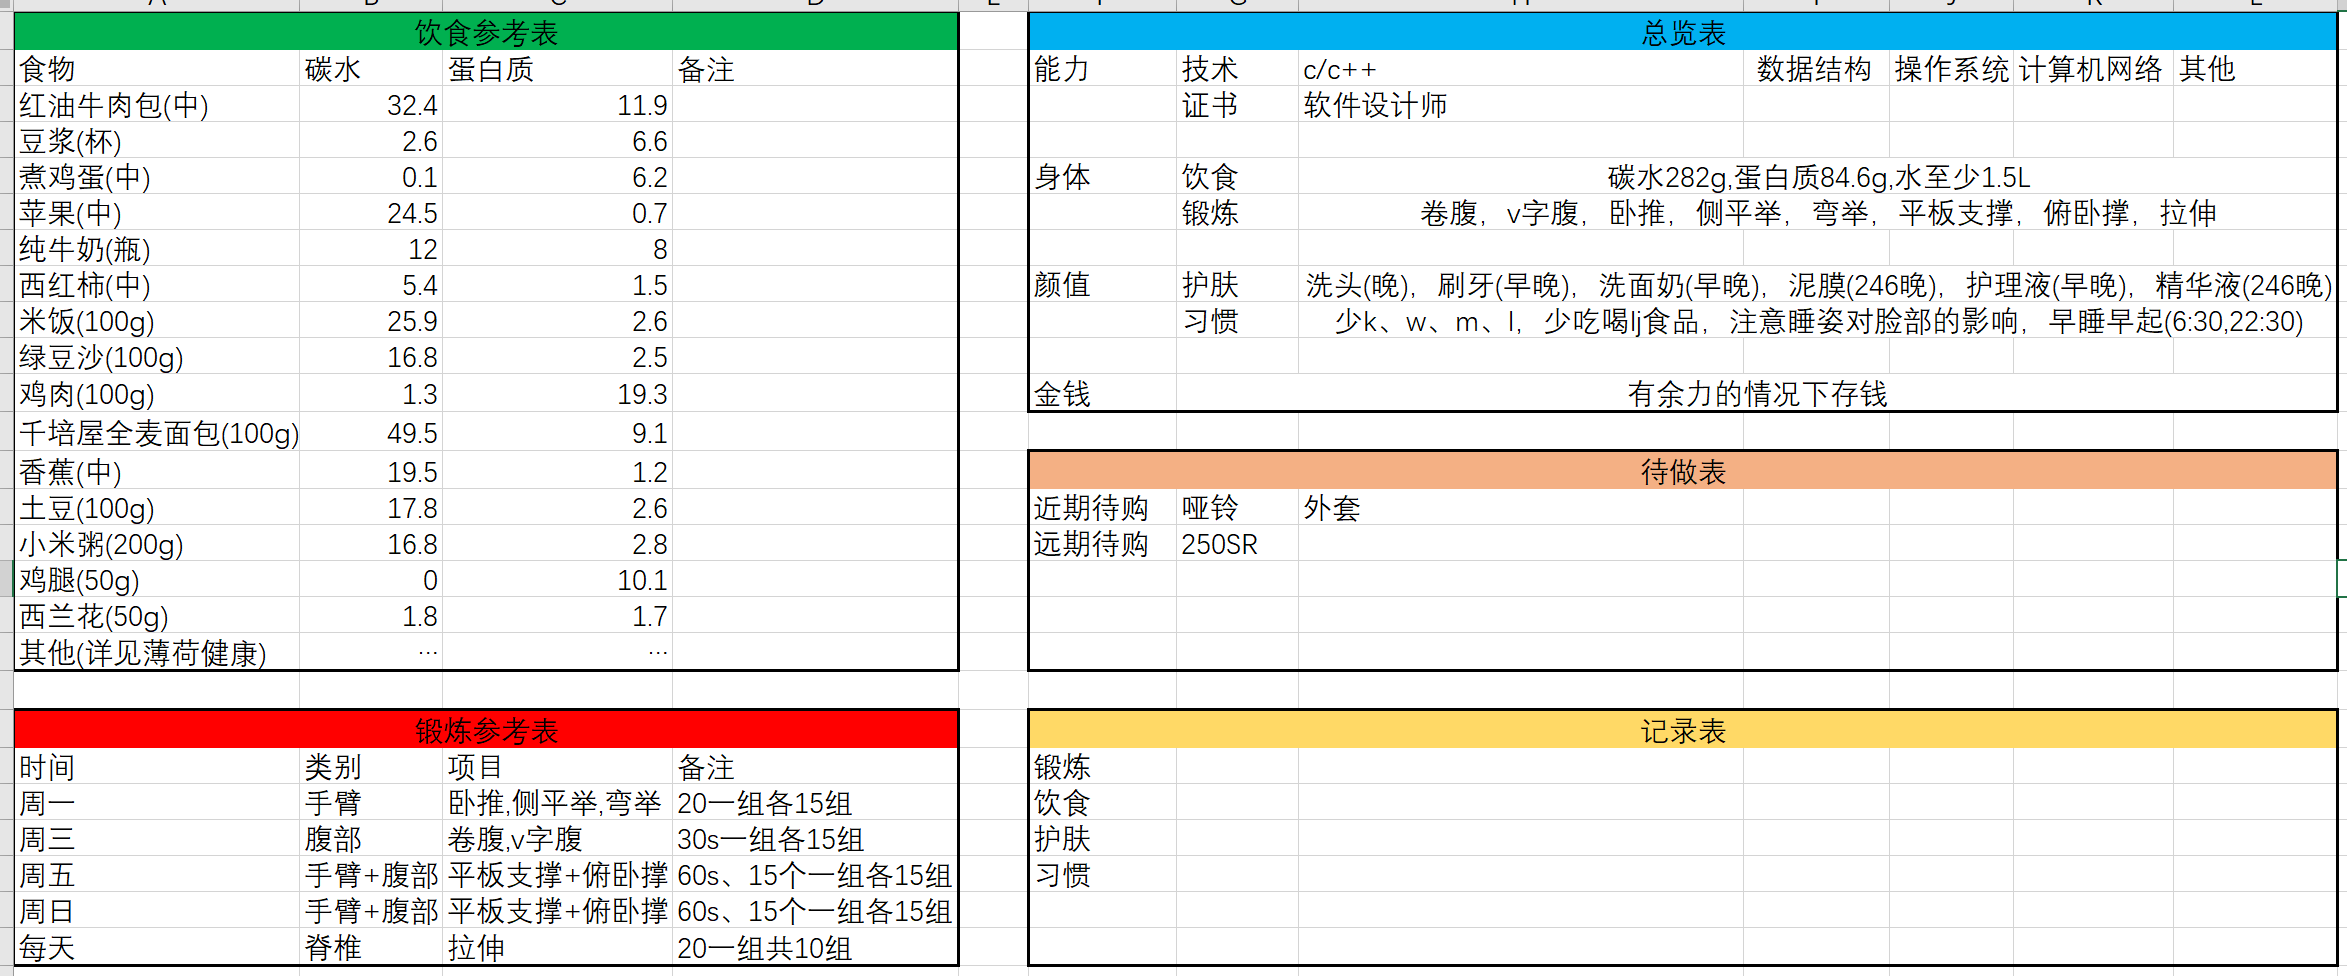 饮食参考表
食物 碳水 蛋白质 备注
红油牛肉包(中) 32.4 11.9
豆浆(杯) 2.6 6.6
煮鸡蛋(中) 0.1 6.2
苹果(中) 24.5 0.7
纯牛奶(瓶) 12 8
西红柿(中) 5.4 1.5
米饭(100g) 25.9 2.6
绿豆沙(100g) 16.8 2.5
鸡肉(100g) 1.3 19.3
千培屋全麦面包(100g) 49.5 9.1
香蕉(中) 19.5 1.2
土豆(100g) 17.8 2.6
小米粥(200g) 16.8 2.8
鸡腿(50g) 0 10.1
西兰花(50g) 1.8 1.7
其他(详见薄荷健康) … …
锻炼参考表
时间 类别 项目 备注
周一 手臂 卧推,侧平举,弯举 20一组各15组
周三 腹部 卷腹,v字腹 30s一组各15组
周五 手臂+腹部 平板支撑+俯卧撑 60s、15个一组各15组
周日 手臂+腹部 平板支撑+俯卧撑 60s、15个一组各15组
每天 脊椎 拉伸 20一组共10组
总览表
能力 技术 c/c++ 数据结构 操作系统 计算机网络 其他
证书 软件设计师
身体 饮食 碳水282g,蛋白质84.6g,水至少1.5L
锻炼 卷腹，v字腹，卧推，侧平举，弯举，平板支撑，俯卧撑，拉伸
颜值 护肤 洗头(晚)，刷牙(早晚)，洗面奶(早晚)，泥膜(246晚)，护理液(早晚)，精华液(246晚)
习惯 少k、w、m、l，少吃喝lj食品，注意睡姿对脸部的影响，早睡早起(6:30,22:30)
金钱 有余力的情况下存钱
待做表
近期待购 哑铃 外套
远期待购 250SR
记录表
锻炼
饮食
护肤
习惯